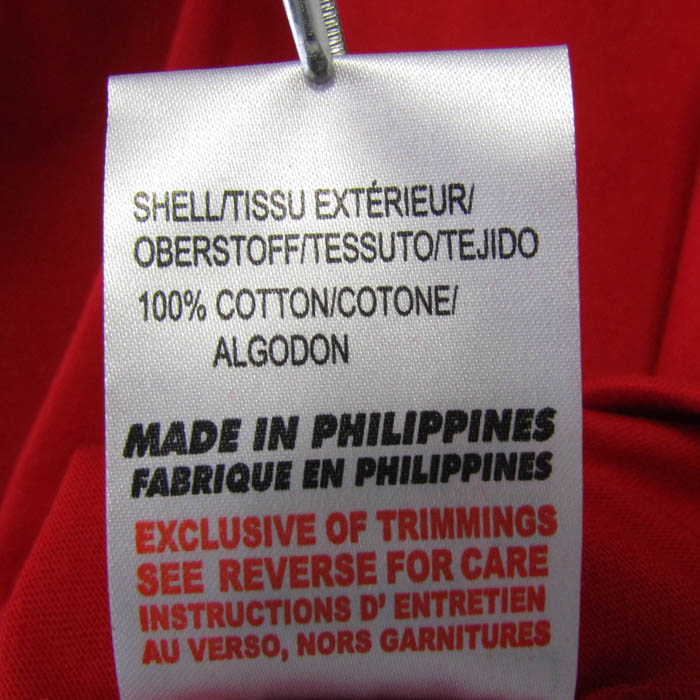 SHELL/TISSU EXTÉRIEUR/
OBERSTOFF/TESSUTO/TEJIDO
100% COTTON/COTONE/
ALGODON
MADE IN PHILIPPINES
FABRIQUE EN PHILIPPINES
EXCLUSIVE OF TRIMMINGS
SEE REVERSE FOR CARE
INSTRUCTIONS D' ENTRETIEN
AU VERSO, NORS GARNITURES